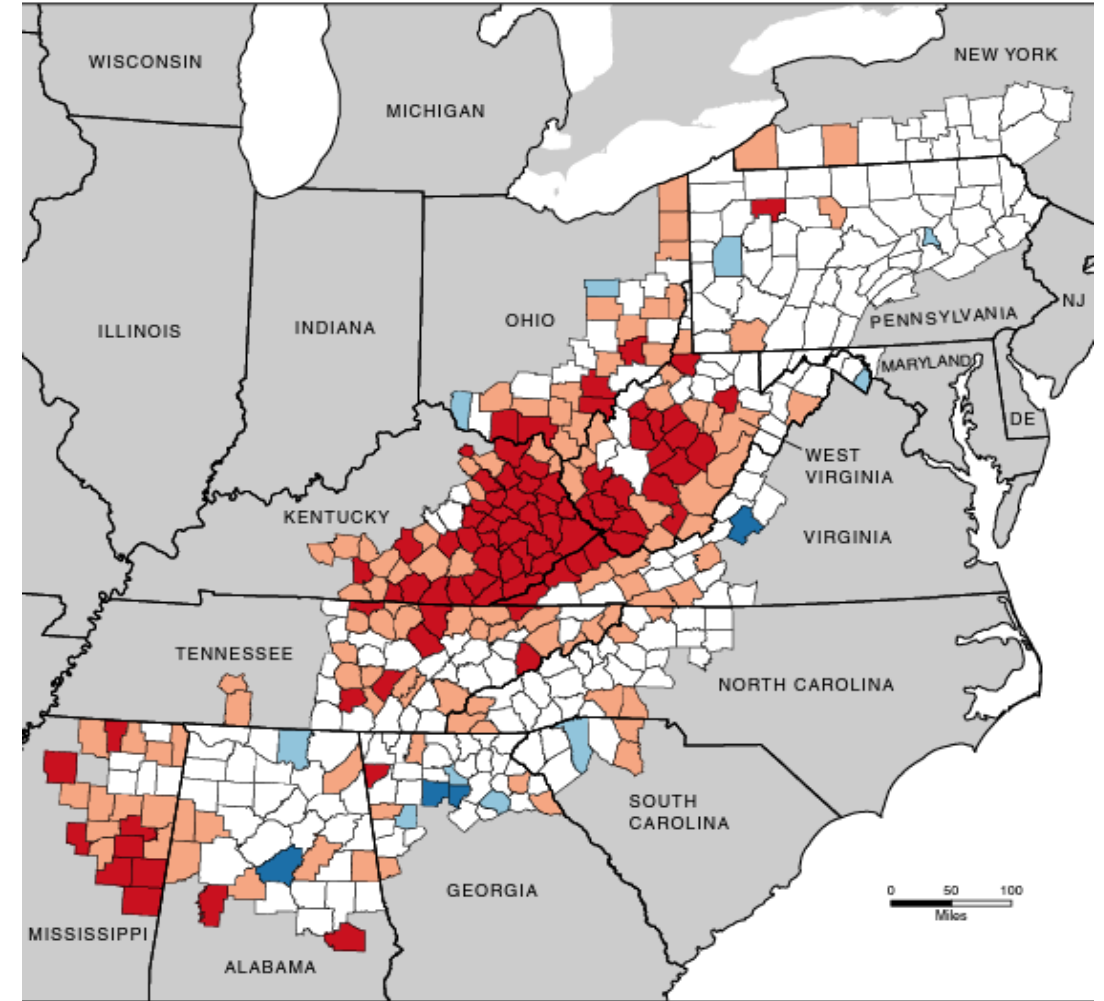 WISCONSIN
NEW YORK
MICHIGAN
ILLINOIS
INDIANA
OHIO
PENNSYLVANIA
NJ
MARYLAND
DE
WEST
VIRGINIA
KENTUCKY
VIRGINIA
TENNESSEE
NORTH CAROLINA
SOUTH
CAROLINA
GEORGIA
0 50 100
Miles
MISSISSIPPI
ALABAMA